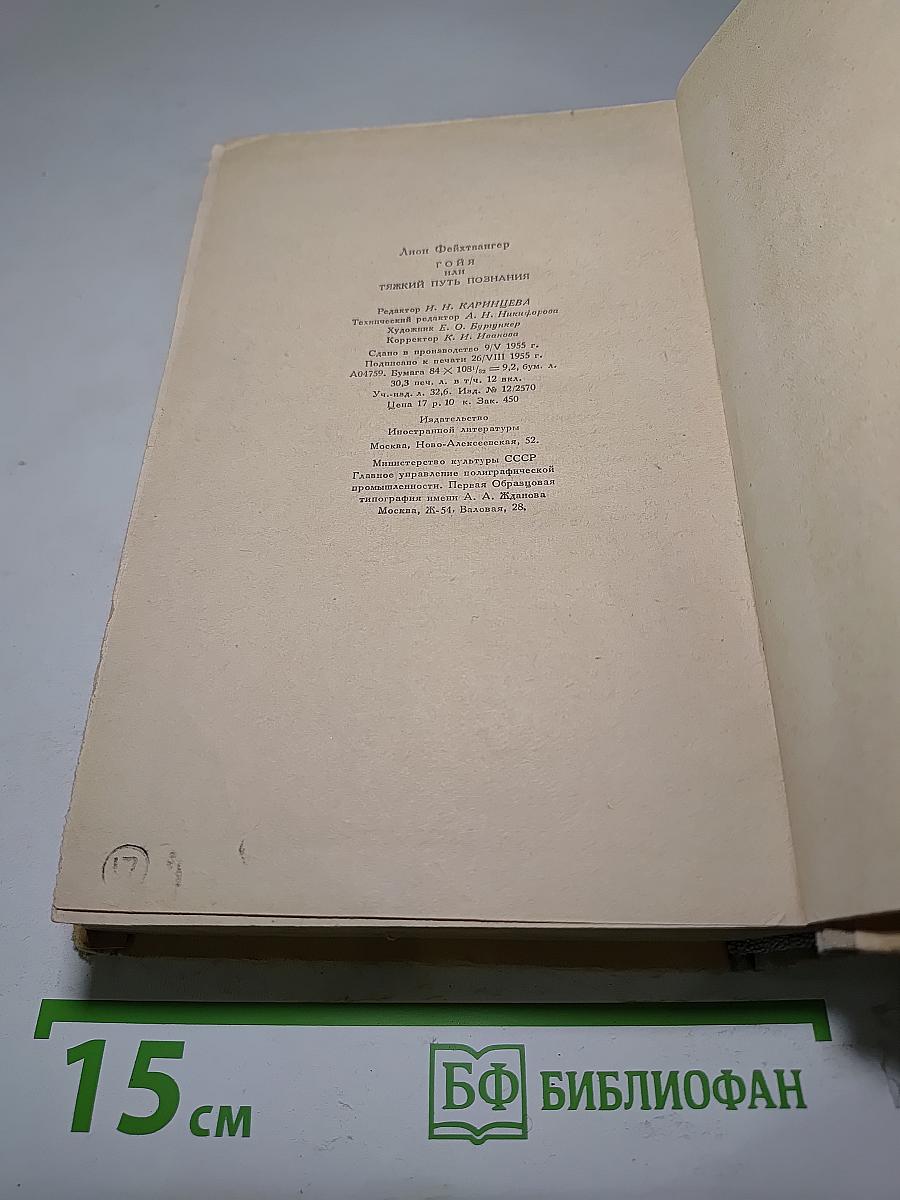 Лион Фейхтвангер
ГОЙЯ
ИЛИ
ТЯЖКИЙ ПУТЬ ПОЗНАНИЯ
Редактор И. Н. КАРИНЦЕВА
Технический редактор А. Н. Никифорова
Художник Е. О. Бургункер
Корректор К. И. Иванова
Сдано в производство 9/V 1955 г.
Подписано к печати 26/VIII 1955 г.
А04759. Бумага 84 × 108¹/₃₂ = 9,2, бум. л.
30,3 печ. л. в т/ч. 12 вкл.
Уч.-изд. л. 32,6. Изд. № 12/2570
Цена 17 р. 10 к. Зак. 450
Издательство
Иностранной литературы
Москва, Ново-Алексеевская, 52.
Министерство культуры СССР
Главное управление полиграфической
промышленности. Первая Образцовая
типография имени А. А. Жданова
Москва, Ж-54, Валовая, 28,
17
15 см
БФ БИБЛИОФАН